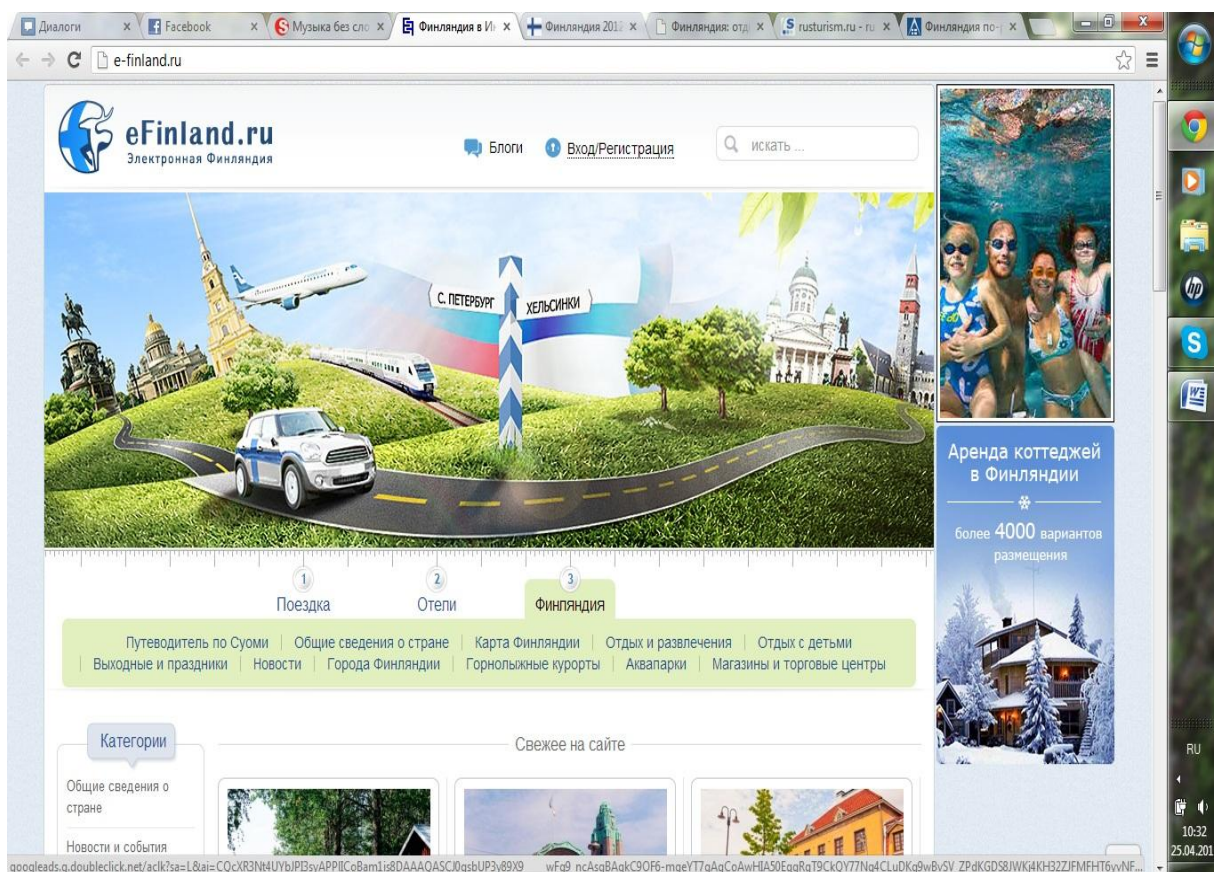 Диалоги
Facebook
Музыка без сло
Финляндия в Ин
Финляндия 2012
Финляндия: отд
rusturism.ru - ru
Финляндия по-
e-finland.ru
eFinland.ru
Электронная Финляндия
Блоги
Вход/Регистрация
искать ...
С. ПЕТЕРБУРГ
ХЕЛЬСИНКИ
Аренда коттеджей
в Финляндии
более 4000 вариантов
размещения
1
2
3
Поездка
Отели
Финляндия
Путеводитель по Суоми | Общие сведения о стране | Карта Финляндии | Отдых и развлечения | Отдых с детьми
Выходные и праздники | Новости | Города Финляндии | Горнолыжные курорты | Аквапарки | Магазины и торговые центры
Категории
Свежее на сайте
Общие сведения о
стране
Новости и события
hp
S
W
RU
10:32
25.04.201